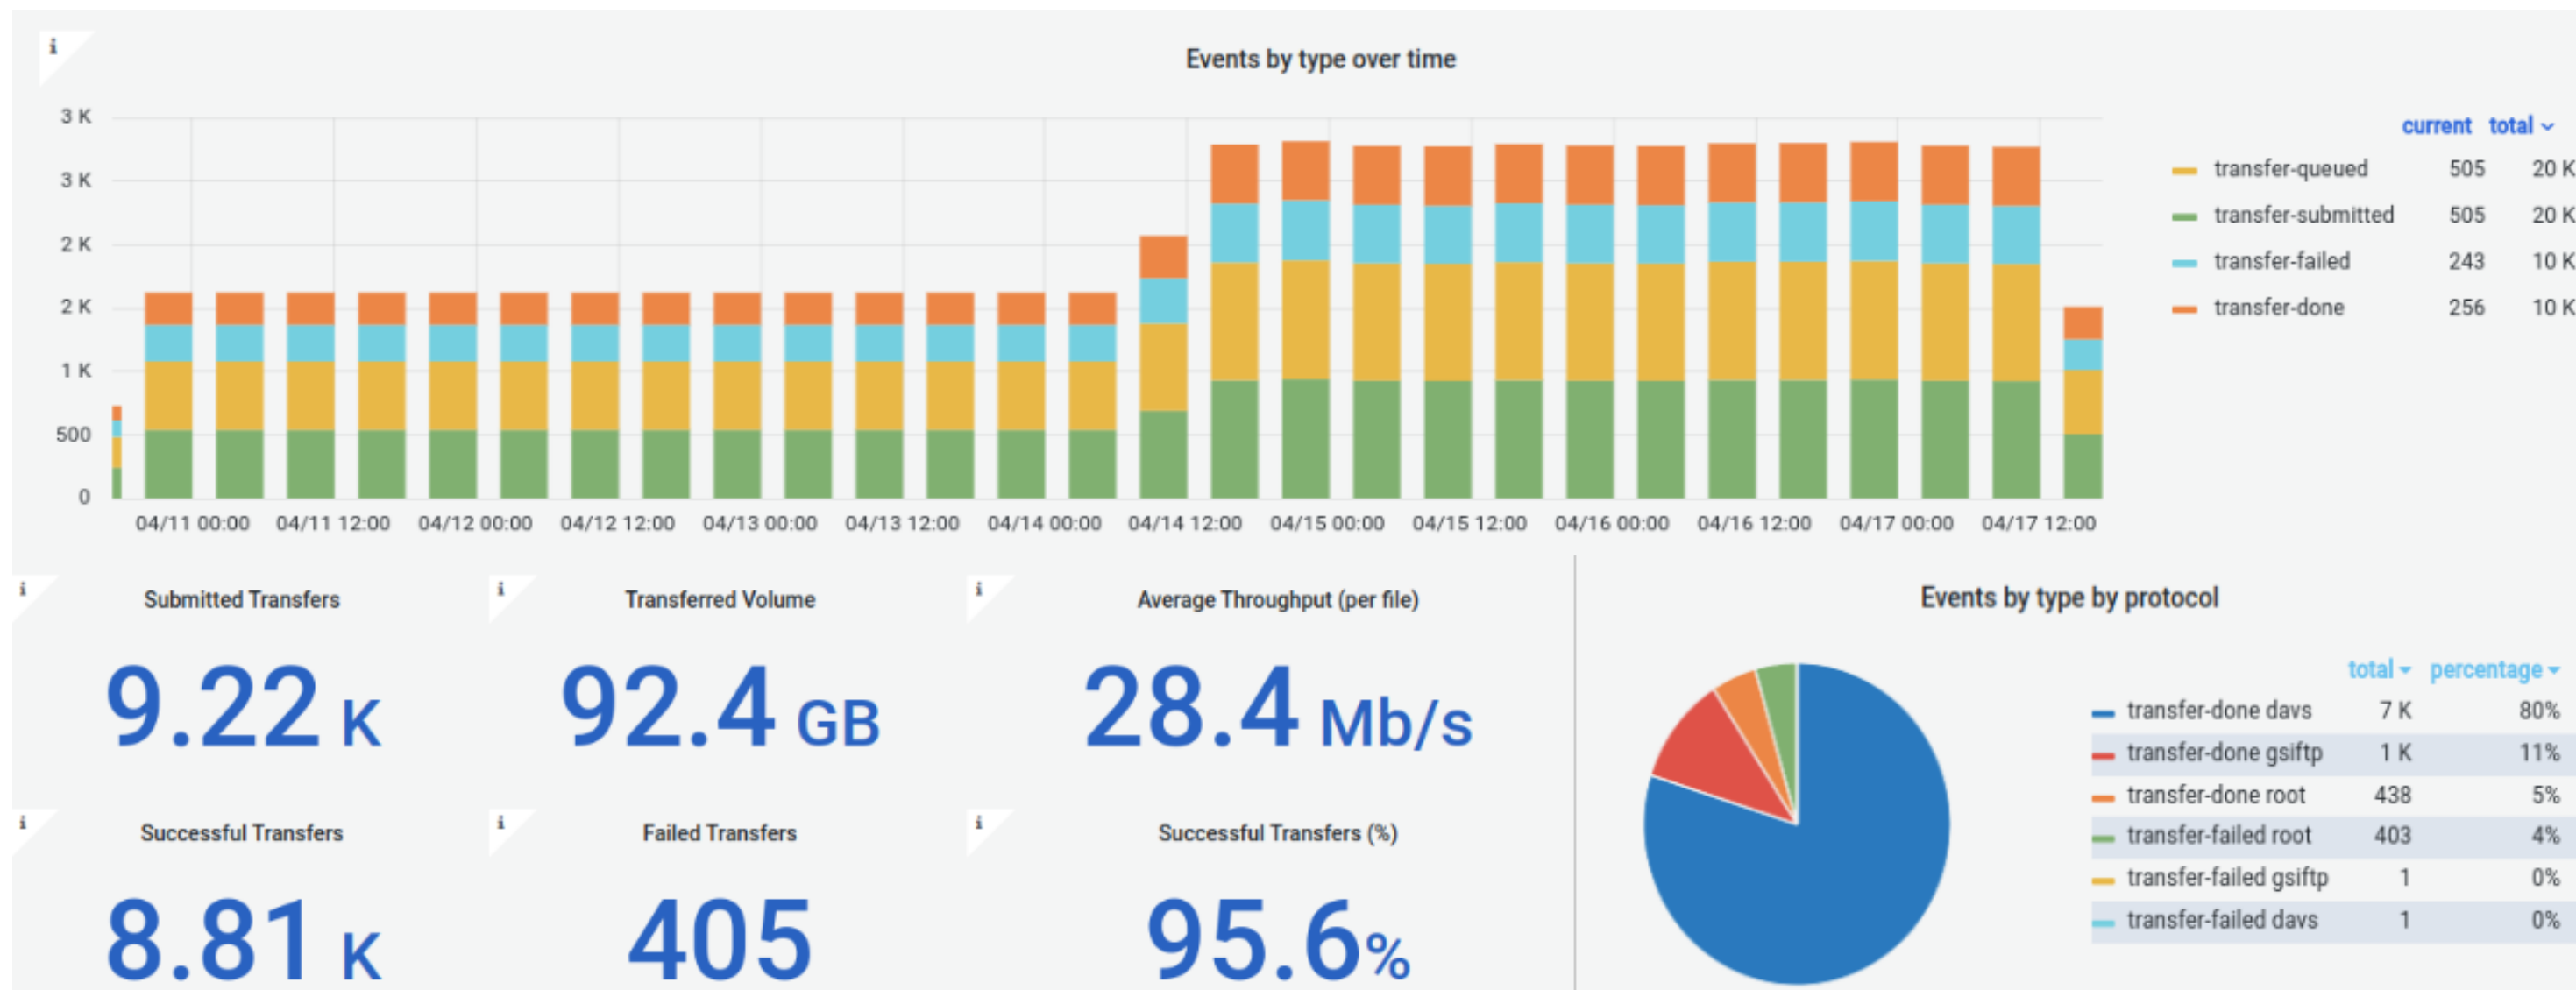 i
Events by type over time
3 K
3 K
2 K
2 K
1 K
500
0
04/11 00:00 04/11 12:00 04/12 00:00 04/12 12:00 04/13 00:00 04/13 12:00 04/14 00:00 04/14 12:00 04/15 00:00 04/15 12:00 04/16 00:00 04/16 12:00 04/17 00:00 04/17 12:00
current total
transfer-queued 505 20 K
transfer-submitted 505 20 K
transfer-failed 243 10 K
transfer-done 256 10 K
i Submitted Transfers
9.22 K
i Transferred Volume
92.4 GB
i Average Throughput (per file)
28.4 Mb/s
i Successful Transfers
8.81 K
i Failed Transfers
405
i Successful Transfers (%)
95.6%
Events by type by protocol
total percentage
transfer-done davs 7 K 80%
transfer-done gsiftp 1 K 11%
transfer-done root 438 5%
transfer-failed root 403 4%
transfer-failed gsiftp 1 0%
transfer-failed davs 1 0%